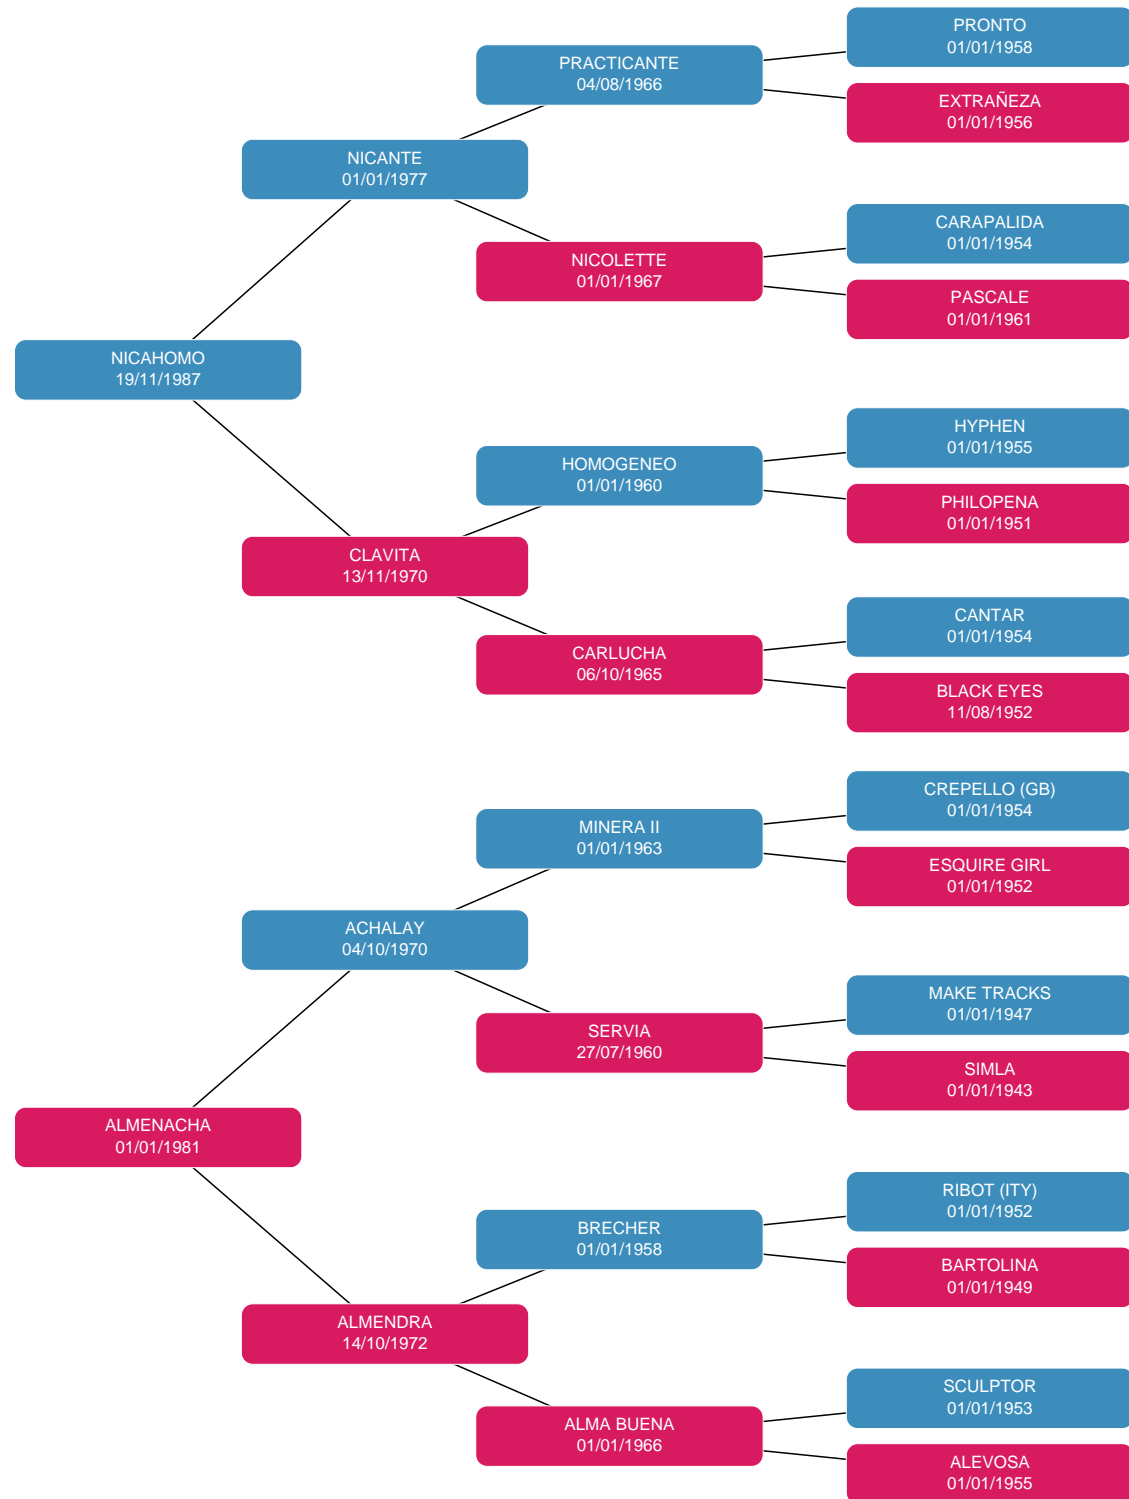 PRONTO
01/01/1958
PRACTICANTE
04/08/1966
EXTRAÑEZA
01/01/1956
NICANTE
01/01/1977
CARAPALIDA
01/01/1954
NICOLETTE
01/01/1967
PASCALE
01/01/1961
NICAHOMO
19/11/1987
HYPHEN
01/01/1955
HOMOGENEO
01/01/1960
PHILOPENA
01/01/1951
CLAVITA
13/11/1970
CANTAR
01/01/1954
CARLUCHA
06/10/1965
BLACK EYES
11/08/1952
CREPELLO (GB)
01/01/1954
MINERA II
01/01/1963
ESQUIRE GIRL
01/01/1952
ACHALAY
04/10/1970
MAKE TRACKS
01/01/1947
SERVIA
27/07/1960
SIMLA
01/01/1943
ALMENACHA
01/01/1981
RIBOT (ITY)
01/01/1952
BRECHER
01/01/1958
BARTOLINA
01/01/1949
ALMENDRA
14/10/1972
SCULPTOR
01/01/1953
ALMA BUENA
01/01/1966
ALEVOSA
01/01/1955